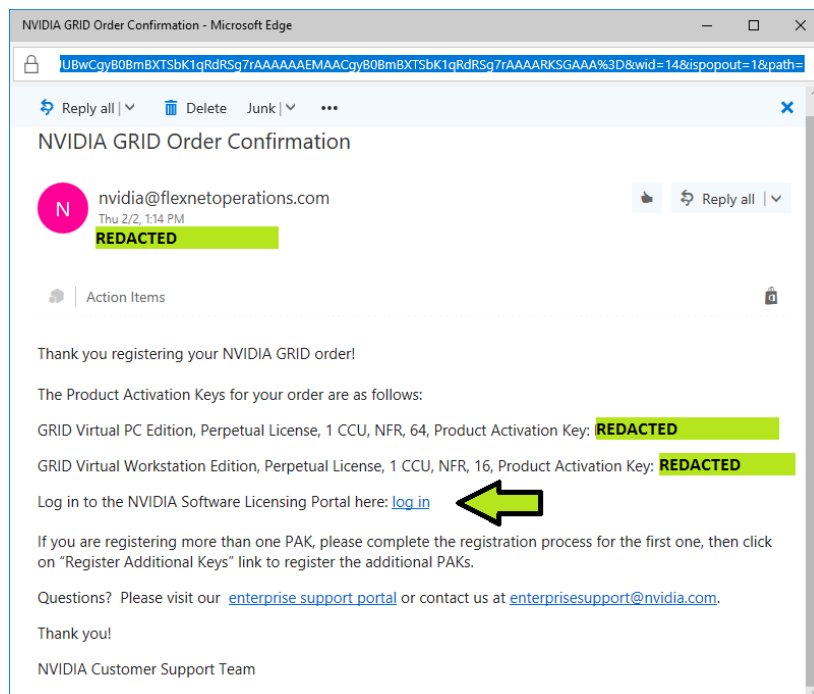 NVIDIA GRID Order Confirmation - Microsoft Edge
UBwCgyB0BmBXTSbK1qRdRSg7rAAAAAAEMAACgyB0BmBXTSbK1qRdRSg7rAAAARKSGAAA%3D&wid=14&ispopout=1&path=
Reply all | Delete Junk | •••
NVIDIA GRID Order Confirmation
N
nvidia@flexnetoperations.com
Reply all |
Thu 2/2, 1:14 PM
REDACTED
Action Items
Thank you registering your NVIDIA GRID order!
The Product Activation Keys for your order are as follows:
GRID Virtual PC Edition, Perpetual License, 1 CCU, NFR, 64, Product Activation Key: REDACTED
GRID Virtual Workstation Edition, Perpetual License, 1 CCU, NFR, 16, Product Activation Key: REDACTED
Log in to the NVIDIA Software Licensing Portal here: log in
If you are registering more than one PAK, please complete the registration process for the first one, then click
on “Register Additional Keys” link to register the additional PAKs.
Questions? Please visit our enterprise support portal or contact us at enterprisesupport@nvidia.com.
Thank you!
NVIDIA Customer Support Team